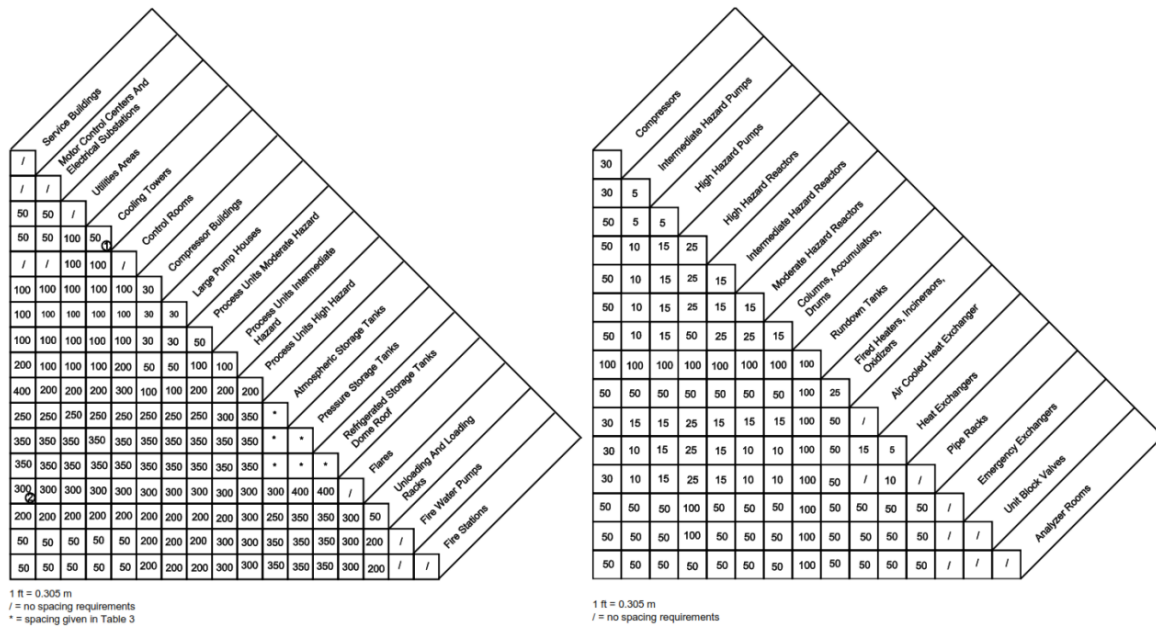 Service Buildings
Motor Control Centers And
Electrical Substations
Utilities Areas
Cooling Towers
Control Rooms
Compressor Buildings
Large Pump Houses
Process Units Moderate Hazard
Process Units Intermediate
Hazard
Process Units High Hazard
Atmospheric Storage Tanks
Pressure Storage Tanks
Refrigerated Storage Tanks
Dome Roof
Flares
Unloading And Loading
Racks
Fire Water Pumps
Fire Stations
/
/ /
50 50 /
50 50 100 50 1
/ / 100 100 /
100 100 100 100 100 30
100 100 100 100 100 30 30
100 100 100 100 100 30 30 50
200 100 100 100 200 50 50 100 100
400 200 200 200 300 100 100 200 200 200
250 250 250 250 250 250 250 250 300 350 *
350 350 350 350 350 350 350 350 350 350 * *
350 350 350 350 350 350 350 350 350 350 * * *
300 2 300 300 300 300 300 300 300 300 300 300 400 400 /
200 200 200 200 200 200 200 200 200 300 250 350 350 300 50
50 50 50 50 50 200 200 200 300 300 350 350 350 300 200 /
50 50 50 50 50 200 200 200 300 300 350 350 350 300 200 / /
1 ft = 0.305 m
/ = no spacing requirements
* = spacing given in Table 3
Compressors
Intermediate Hazard Pumps
High Hazard Pumps
High Hazard Reactors
Intermediate Hazard Reactors
Moderate Hazard Reactors
Columns, Accumulators,
Drums
Rundown Tanks
Fired Heaters, Incineraors,
Oxidizers
Air Cooled Heat Exchanger
Heat Exchangers
Pipe Racks
Emergency Exchangers
Unit Block Valves
Analyzer Rooms
30
30 5
50 5 5
50 10 15 25
50 10 15 25 15
50 10 15 25 15 15
50 10 15 50 25 25 15
100 100 100 100 100 100 100 100
50 50 50 50 50 50 50 100 25
30 15 15 25 15 15 15 100 50 /
30 10 15 25 15 10 10 100 50 15 5
30 10 15 25 15 10 10 100 50 / 10 /
50 50 50 100 50 50 50 100 50 50 50 50 /
50 50 50 100 50 50 50 100 50 50 50 50 / /
50 50 50 50 50 50 50 100 50 50 50 50 / / /
1 ft = 0.305 m
/ = no spacing requirements